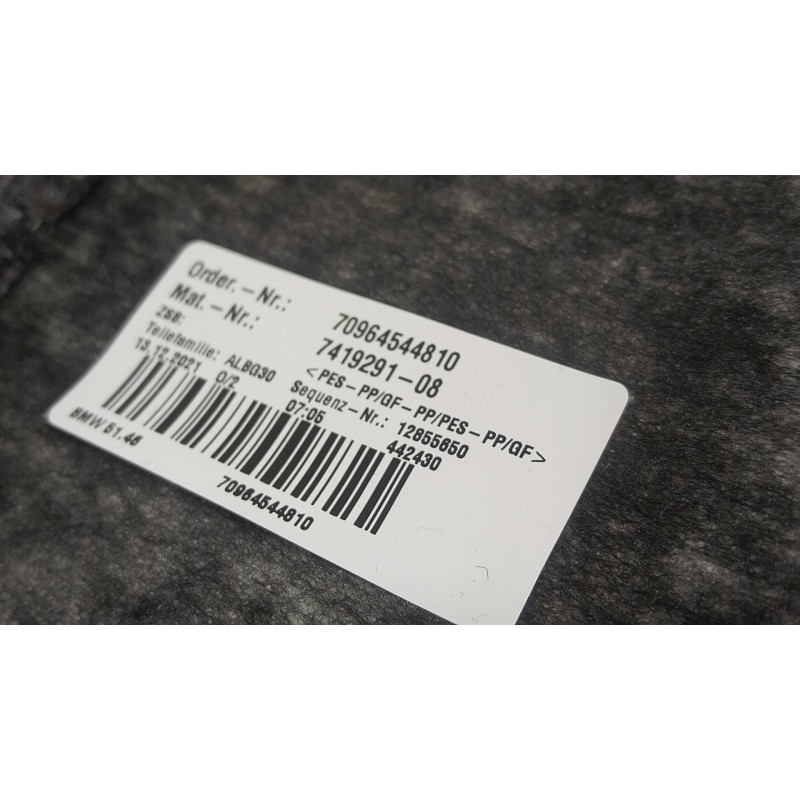 Order.-Nr.: 70964544810
Mat.-Nr.: 7419291-08
ZSB: <PES-PP/GF-PP/PES-PP/GF>
Teilefamilie: ALBG30 Sequenz-Nr.: 12855650
13.12.2021 0/2 07:05 442430
70964544810
BMW 51.46